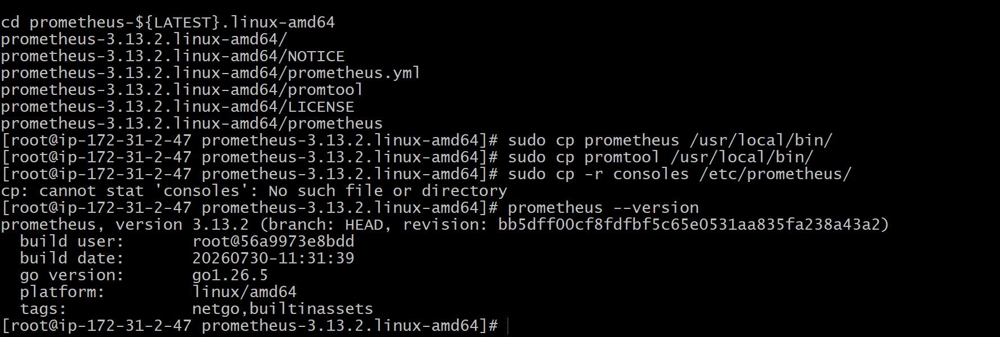 cd prometheus-${LATEST}.linux-amd64
prometheus-3.13.2.linux-amd64/
prometheus-3.13.2.linux-amd64/NOTICE
prometheus-3.13.2.linux-amd64/prometheus.yml
prometheus-3.13.2.linux-amd64/promtool
prometheus-3.13.2.linux-amd64/LICENSE
prometheus-3.13.2.linux-amd64/prometheus
[root@ip-172-31-2-47 prometheus-3.13.2.linux-amd64]# sudo cp prometheus /usr/local/bin/
[root@ip-172-31-2-47 prometheus-3.13.2.linux-amd64]# sudo cp promtool /usr/local/bin/
[root@ip-172-31-2-47 prometheus-3.13.2.linux-amd64]# sudo cp -r consoles /etc/prometheus/
cp: cannot stat 'consoles': No such file or directory
[root@ip-172-31-2-47 prometheus-3.13.2.linux-amd64]# prometheus --version
prometheus, version 3.13.2 (branch: HEAD, revision: bb5dff00cf8fdfbf5c65e0531aa835fa238a43a2)
  build user:       root@56a9973e8bdd
  build date:       20260730-11:31:39
  go version:       go1.26.5
  platform:         linux/amd64
  tags:             netgo,builtinassets
[root@ip-172-31-2-47 prometheus-3.13.2.linux-amd64]#